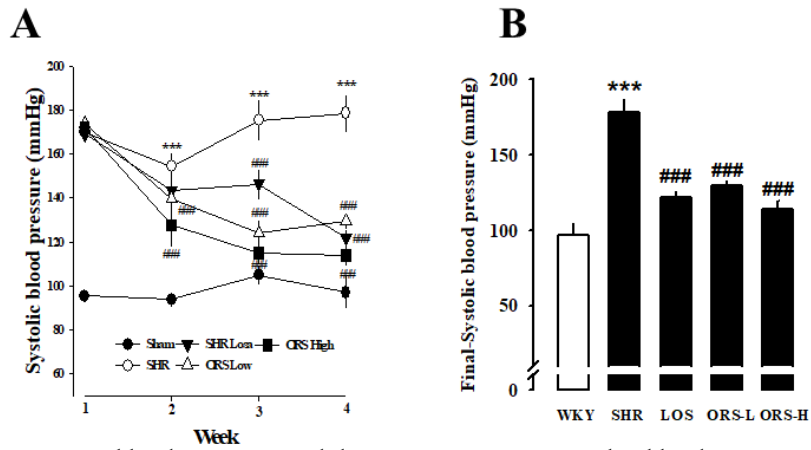 A
B
Systolic blood pressure (mmHg)
200
180
160
140
120
100
80
60
***
***
***
###
###
###
###
###
###
###
###
Sham
SHR Losa
ORS High
SHR
ORS Low
1
2
3
4
Week
Final-Systolic blood pressure (mmHg)
200
150
100
50
0
***
###
###
###
WKY
SHR
LOS
ORS-L
ORS-H